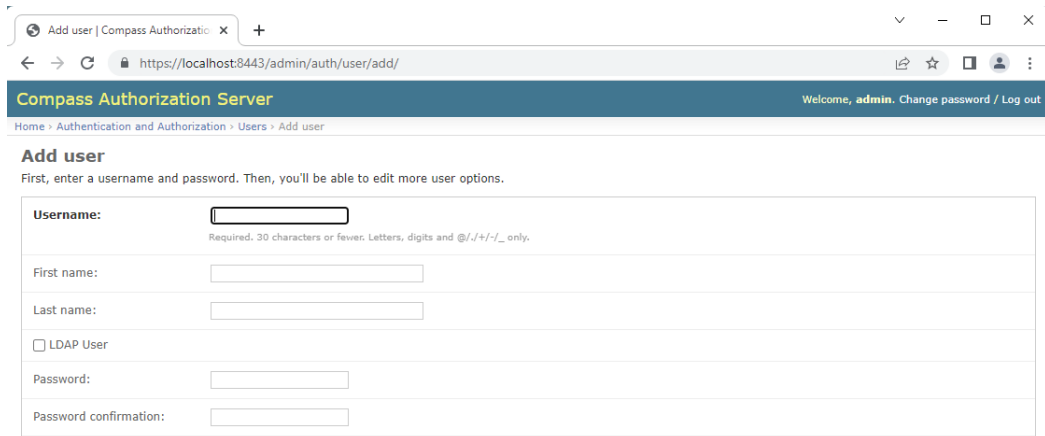 Add user | Compass Authorizatio
https://localhost:8443/admin/auth/user/add/
Compass Authorization Server
Welcome, admin. Change password / Log out
Home › Authentication and Authorization › Users › Add user
Add user
First, enter a username and password. Then, you'll be able to edit more user options.
Username:
Required. 30 characters or fewer. Letters, digits and @/./+/-/_ only.
First name:
Last name:
LDAP User
Password:
Password confirmation: